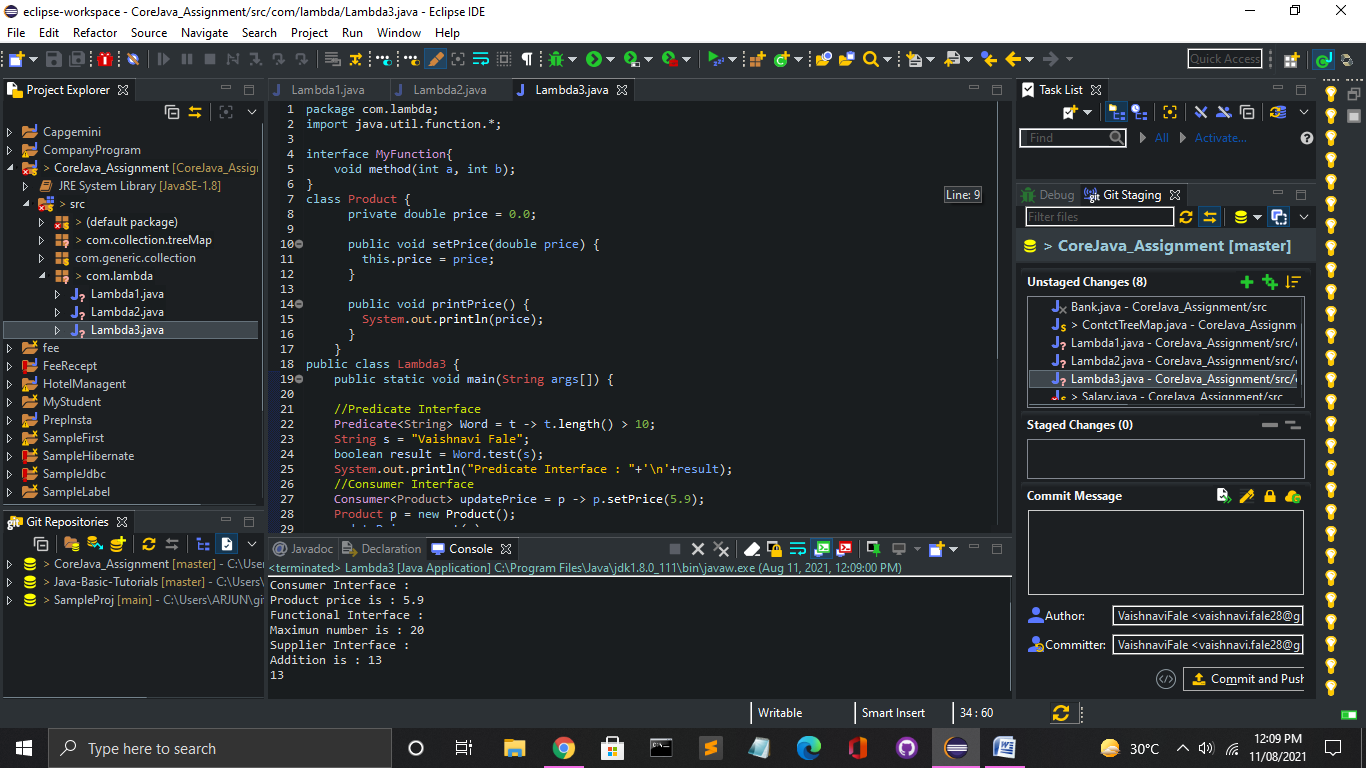 eclipse-workspace - CoreJava_Assignment/src/com/lambda/Lambda3.java - Eclipse IDE
File Edit Refactor Source Navigate Search Project Run Window Help
Quick Access
Project Explorer
Capgemini
CompanyProgram
> CoreJava_Assignment [CoreJava_Assign
JRE System Library [JavaSE-1.8]
> src
> (default package)
> com.collection.treeMap
com.generic.collection
> com.lambda
Lambda1.java
Lambda2.java
Lambda3.java
fee
FeeRecept
HotelManagent
MyStudent
PrepInsta
SampleFirst
SampleHibernate
SampleJdbc
SampleLabel
Git Repositories
> CoreJava_Assignment [master] - C:\Users
> Java-Basic-Tutorials [master] - C:\Users
> SampleProj [main] - C:\Users\ARJUN\git
Lambda1.java Lambda2.java Lambda3.java
1 package com.lambda;
2 import java.util.function.*;
3
4 interface MyFunction{
5 void method(int a, int b);
6 }
7 class Product {
8 private double price = 0.0;
9
10 public void setPrice(double price) {
11 this.price = price;
12 }
13
14 public void printPrice() {
15 System.out.println(price);
16 }
17 }
18 public class Lambda3 {
19 public static void main(String args[]) {
20
21 //Predicate Interface
22 Predicate<String> Word = t -> t.length() > 10;
23 String s = "Vaishnavi Fale";
24 boolean result = Word.test(s);
25 System.out.println("Predicate Interface : "+'\n'+result);
26 //Consumer Interface
27 Consumer<Product> updatePrice = p -> p.setPrice(5.9);
28 Product p = new Product();
29
Line: 9
Javadoc Declaration Console
<terminated> Lambda3 [Java Application] C:\Program Files\Java\jdk1.8.0_111\bin\javaw.exe (Aug 11, 2021, 12:09:00 PM)
Consumer Interface :
Product price is : 5.9
Functional Interface :
Maximun number is : 20
Supplier Interface :
Addition is : 13
13
Task List
Find All Activate...
Debug Git Staging
Filter files
> CoreJava_Assignment [master]
Unstaged Changes (8)
Bank.java - CoreJava_Assignment/src
> ContctTreeMap.java - CoreJava_Assignm
Lambda1.java - CoreJava_Assignment/src/c
Lambda2.java - CoreJava_Assignment/src/c
Lambda3.java - CoreJava_Assignment/src/c
> Salary.java - CoreJava_Assignment/src
Staged Changes (0)
Commit Message
Author: VaishnaviFale <vaishnavi.fale28@g
Committer: VaishnaviFale <vaishnavi.fale28@g
Commit and Push
Writable Smart Insert 34 : 60
Type here to search
30°C
12:09 PM
11/08/2021